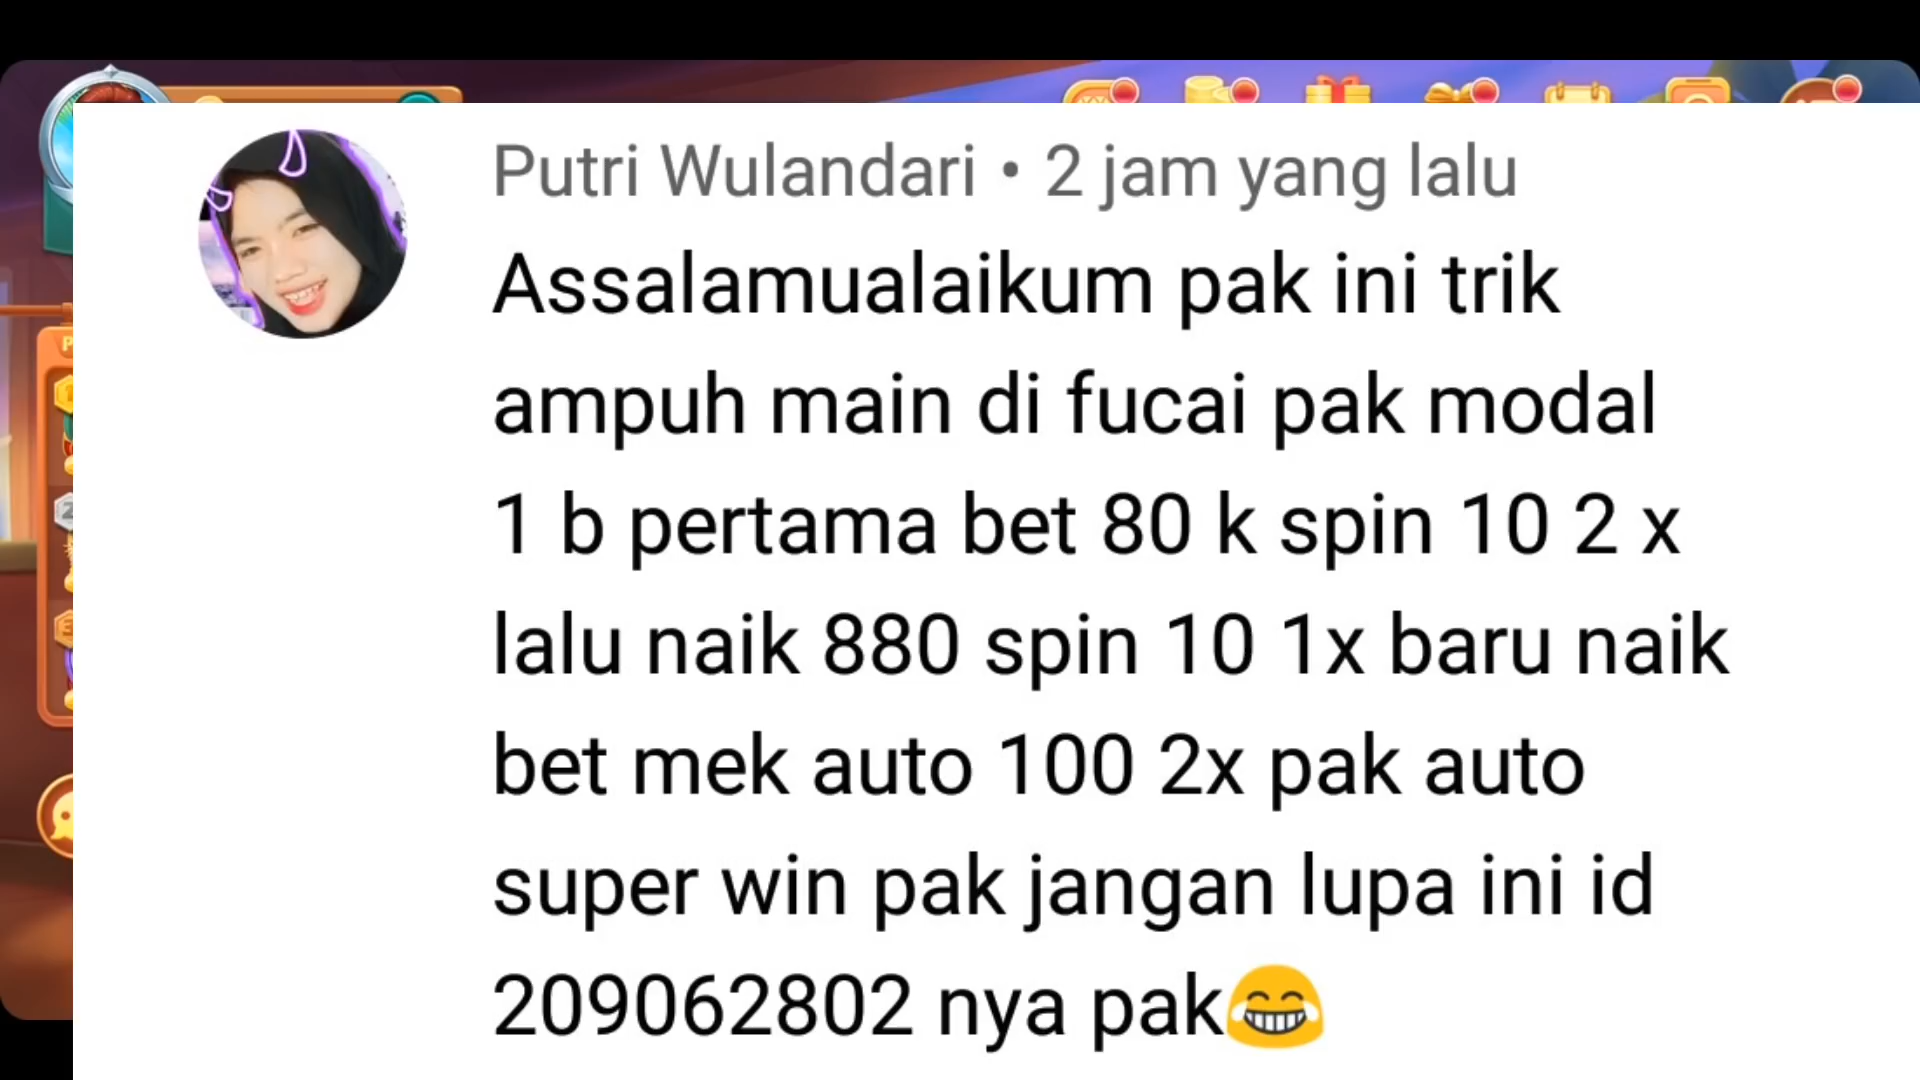 Putri Wulandari • 2 jam yang lalu
Assalamualaikum pak ini trik
ampuh main di fucai pak modal
1 b pertama bet 80 k spin 10 2 x
lalu naik 880 spin 10 1x baru naik
bet mek auto 100 2x pak auto
super win pak jangan lupa ini id
209062802 nya pak😂